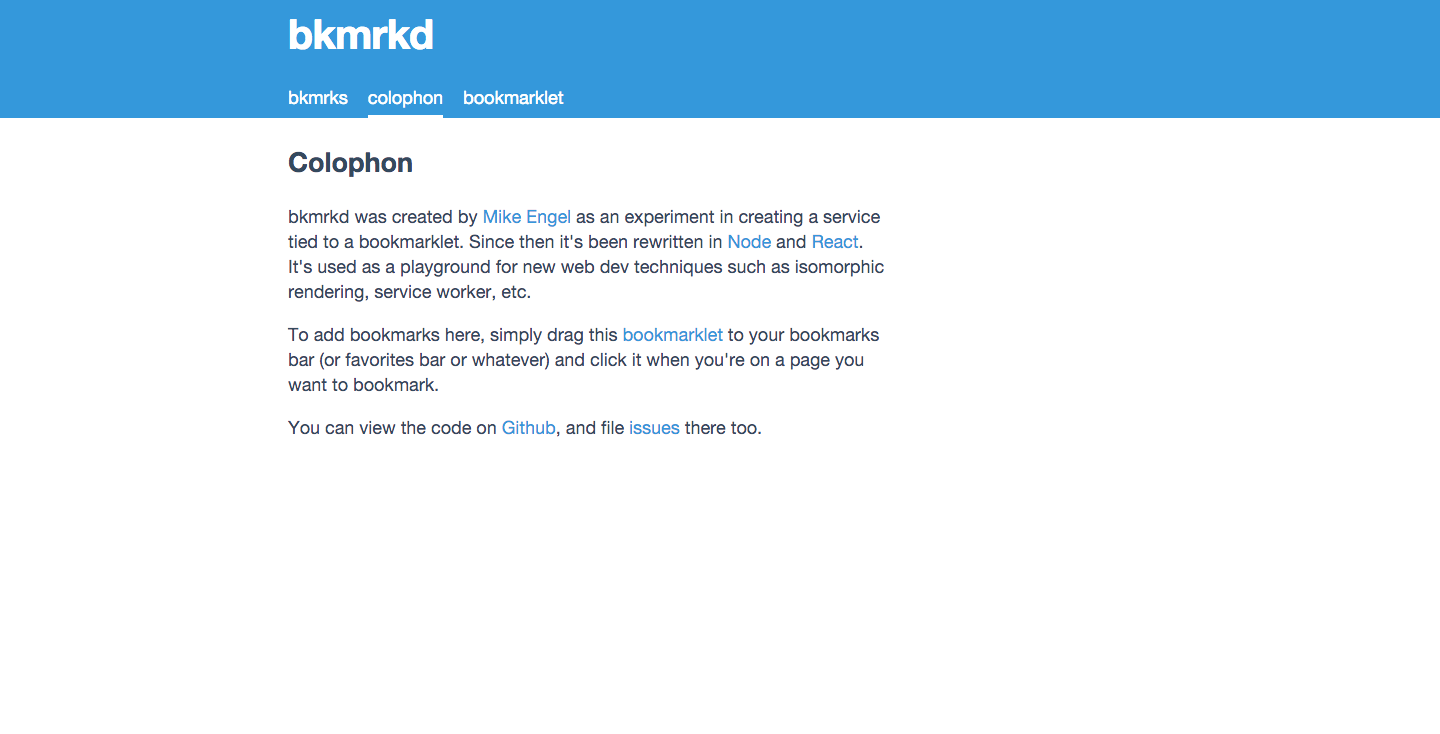 bkmrkd
bkmrks colophon bookmarklet
Colophon
bkmrkd was created by Mike Engel as an experiment in creating a service
tied to a bookmarklet. Since then it's been rewritten in Node and React.
It's used as a playground for new web dev techniques such as isomorphic
rendering, service worker, etc.
To add bookmarks here, simply drag this bookmarklet to your bookmarks
bar (or favorites bar or whatever) and click it when you're on a page you
want to bookmark.
You can view the code on Github, and file issues there too.